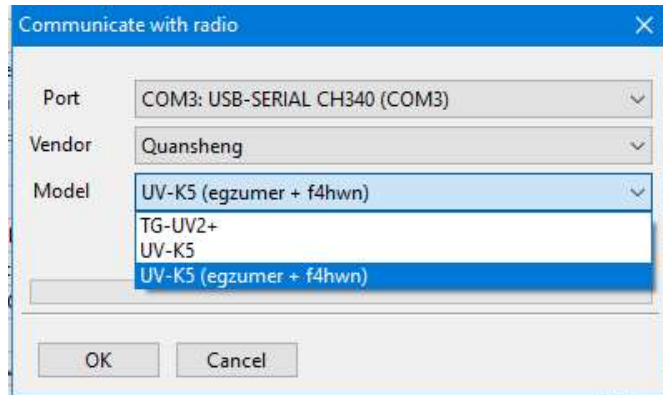 Communicate with radio
Port COM3: USB-SERIAL CH340 (COM3)
Vendor Quansheng
Model UV-K5 (egzumer + f4hwn)
TG-UV2+
UV-K5
UV-K5 (egzumer + f4hwn)
OK Cancel